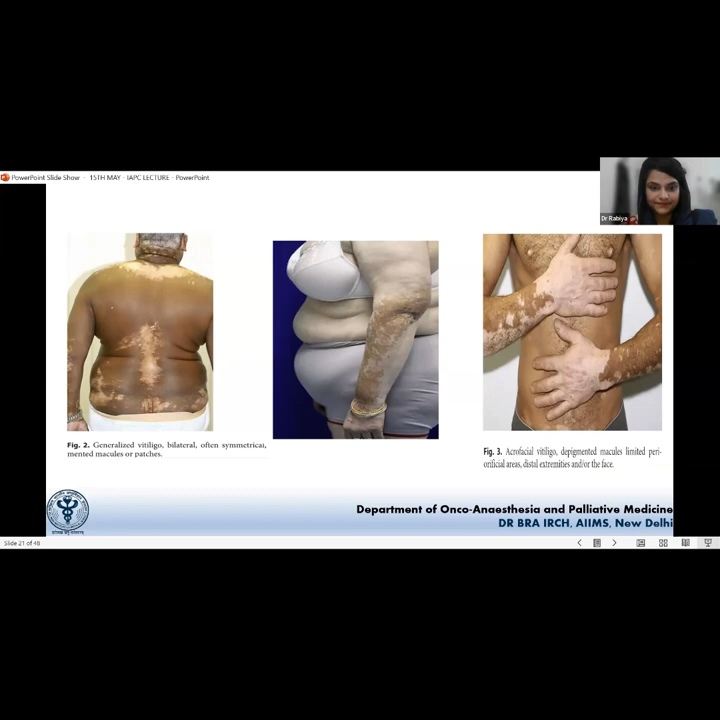 PowerPoint Slide Show - 15TH MAY - IAPC LECTURE - PowerPoint
Dr Rabiya
Fig. 2. Generalized vitiligo, bilateral, often symmetrical,
mented macules or patches.
Fig. 3. Acrofacial vitiligo, depigmented macules limited peri-
orificial areas, distal extremities and/or the face.
Department of Onco-Anaesthesia and Palliative Medicine
DR BRA IRCH, AIIMS, New Delhi
Slide 21 of 48